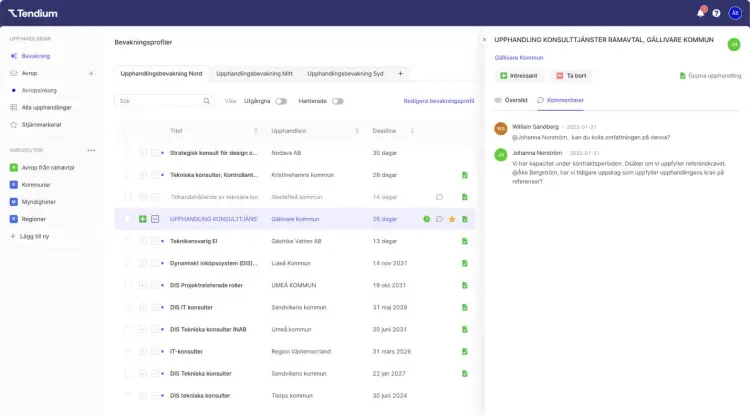 Tendium
ÅB
UPPHANDLINGAR
Bevakning
Avrop
Avropsinkorg
Alla upphandlingar
Stjärnmarkerat
ANBUDSYTOR
A Avrop från ramavtal
K Kommuner
M Myndigheter
R Regioner
+ Lägg till ny
Bevakningsprofiler
Upphandlingsbevakning Nord
Upphandlingsbevakning Mitt
Upphandlingsbevakning Syd
+
Sök
Visa
Utgångna
Hanterade
Redigera bevakningsprofil
Titel Upphandlare Deadline
Strategisk konsult för design o... Nodava AB 30 dagar
Tekniska konsulter, Kontrollant... Kristinehamns kommun 28 dagar
Tillhandahållande av tekniska kon Skellefteå kommun 24 dagar
UPPHANDLING KONSULTTJÄNST Gällivare Kommun 26 dagar
Teknikansvarig El Gästrike Vatten AB 13 dagar
Dynamiskt inköpssystem (DIS)... Luleå Kommun 14 nov 2031
DIS Projektrelaterade roller UMEÅ KOMMUN 19 okt 2031
DIS IT konsulter Sandvikens kommun 31 maj 2028
DIS Tekniska konsulter INAB Umeå kommun 30 juni 2031
IT-konsulter Region Västernorrland 31 mars 2026
DIS Tekniska konsulter Sandvikens kommun 22 jan 2027
DIS tekniska konsulter Tierps kommun 30 juni 2024
UPPHANDLING KONSULTTJÄNSTER RAMAVTAL, GÄLLIVARE KOMMUN
JN
Gällivare Kommun
Intressant
Ta bort
Öppna upphandling
Översikt
Kommentarer
WS
William Sandberg · 2022-01-31
@Johanna Norström, kan du kolla omfattningen på denna?
JN
Johanna Norström · 2022-01-31
Vi har kapacitet under kontraktsperioden. Osäker om vi uppfyller referenskravet.
@Åke Bergström, har vi tidigare uppdrag som uppfyller upphandlingens krav på
referenser?